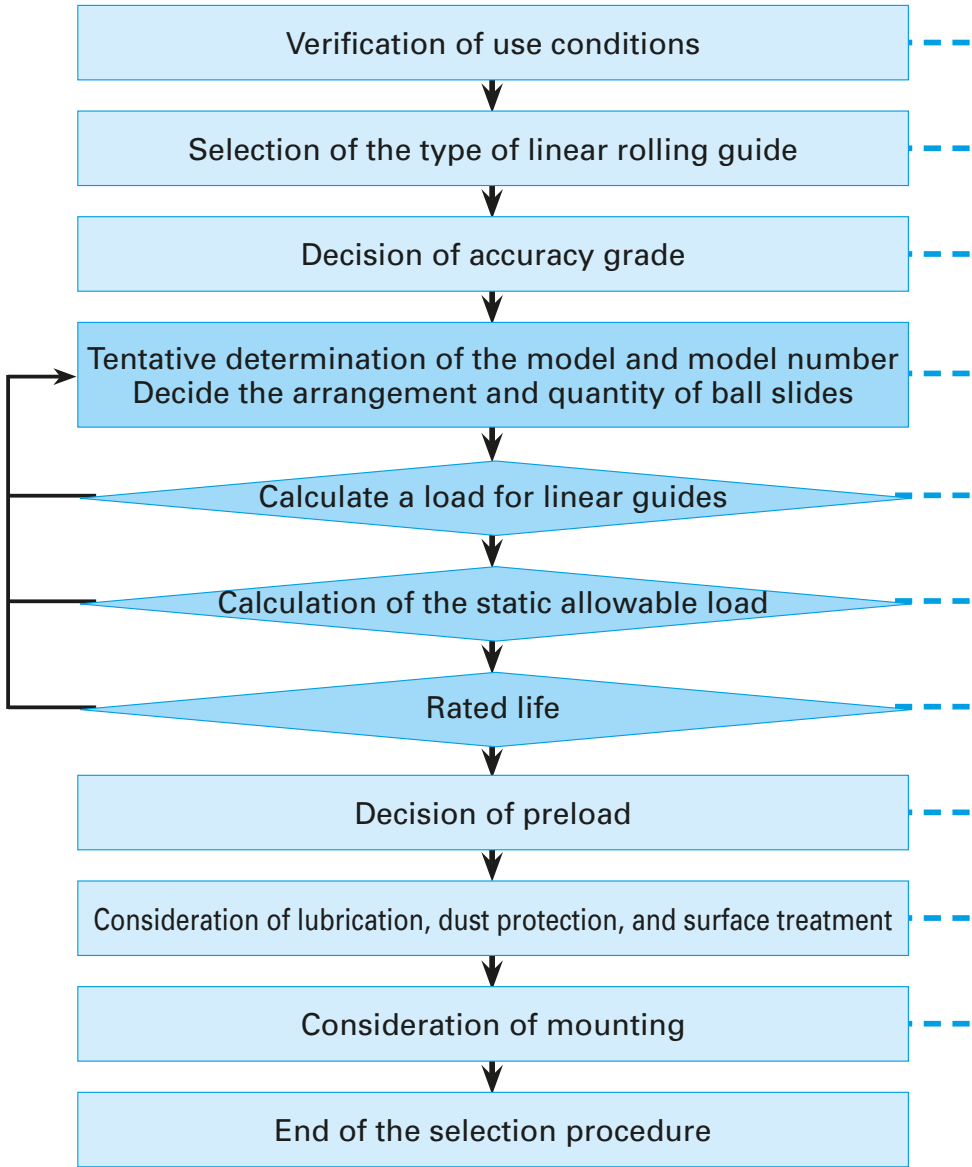 Verification of use conditions
Selection of the type of linear rolling guide
Decision of accuracy grade
Tentative determination of the model and model number
Decide the arrangement and quantity of ball slides
Calculate a load for linear guides
Calculation of the static allowable load
Rated life
Decision of preload
Consideration of lubrication, dust protection, and surface treatment
Consideration of mounting
End of the selection procedure